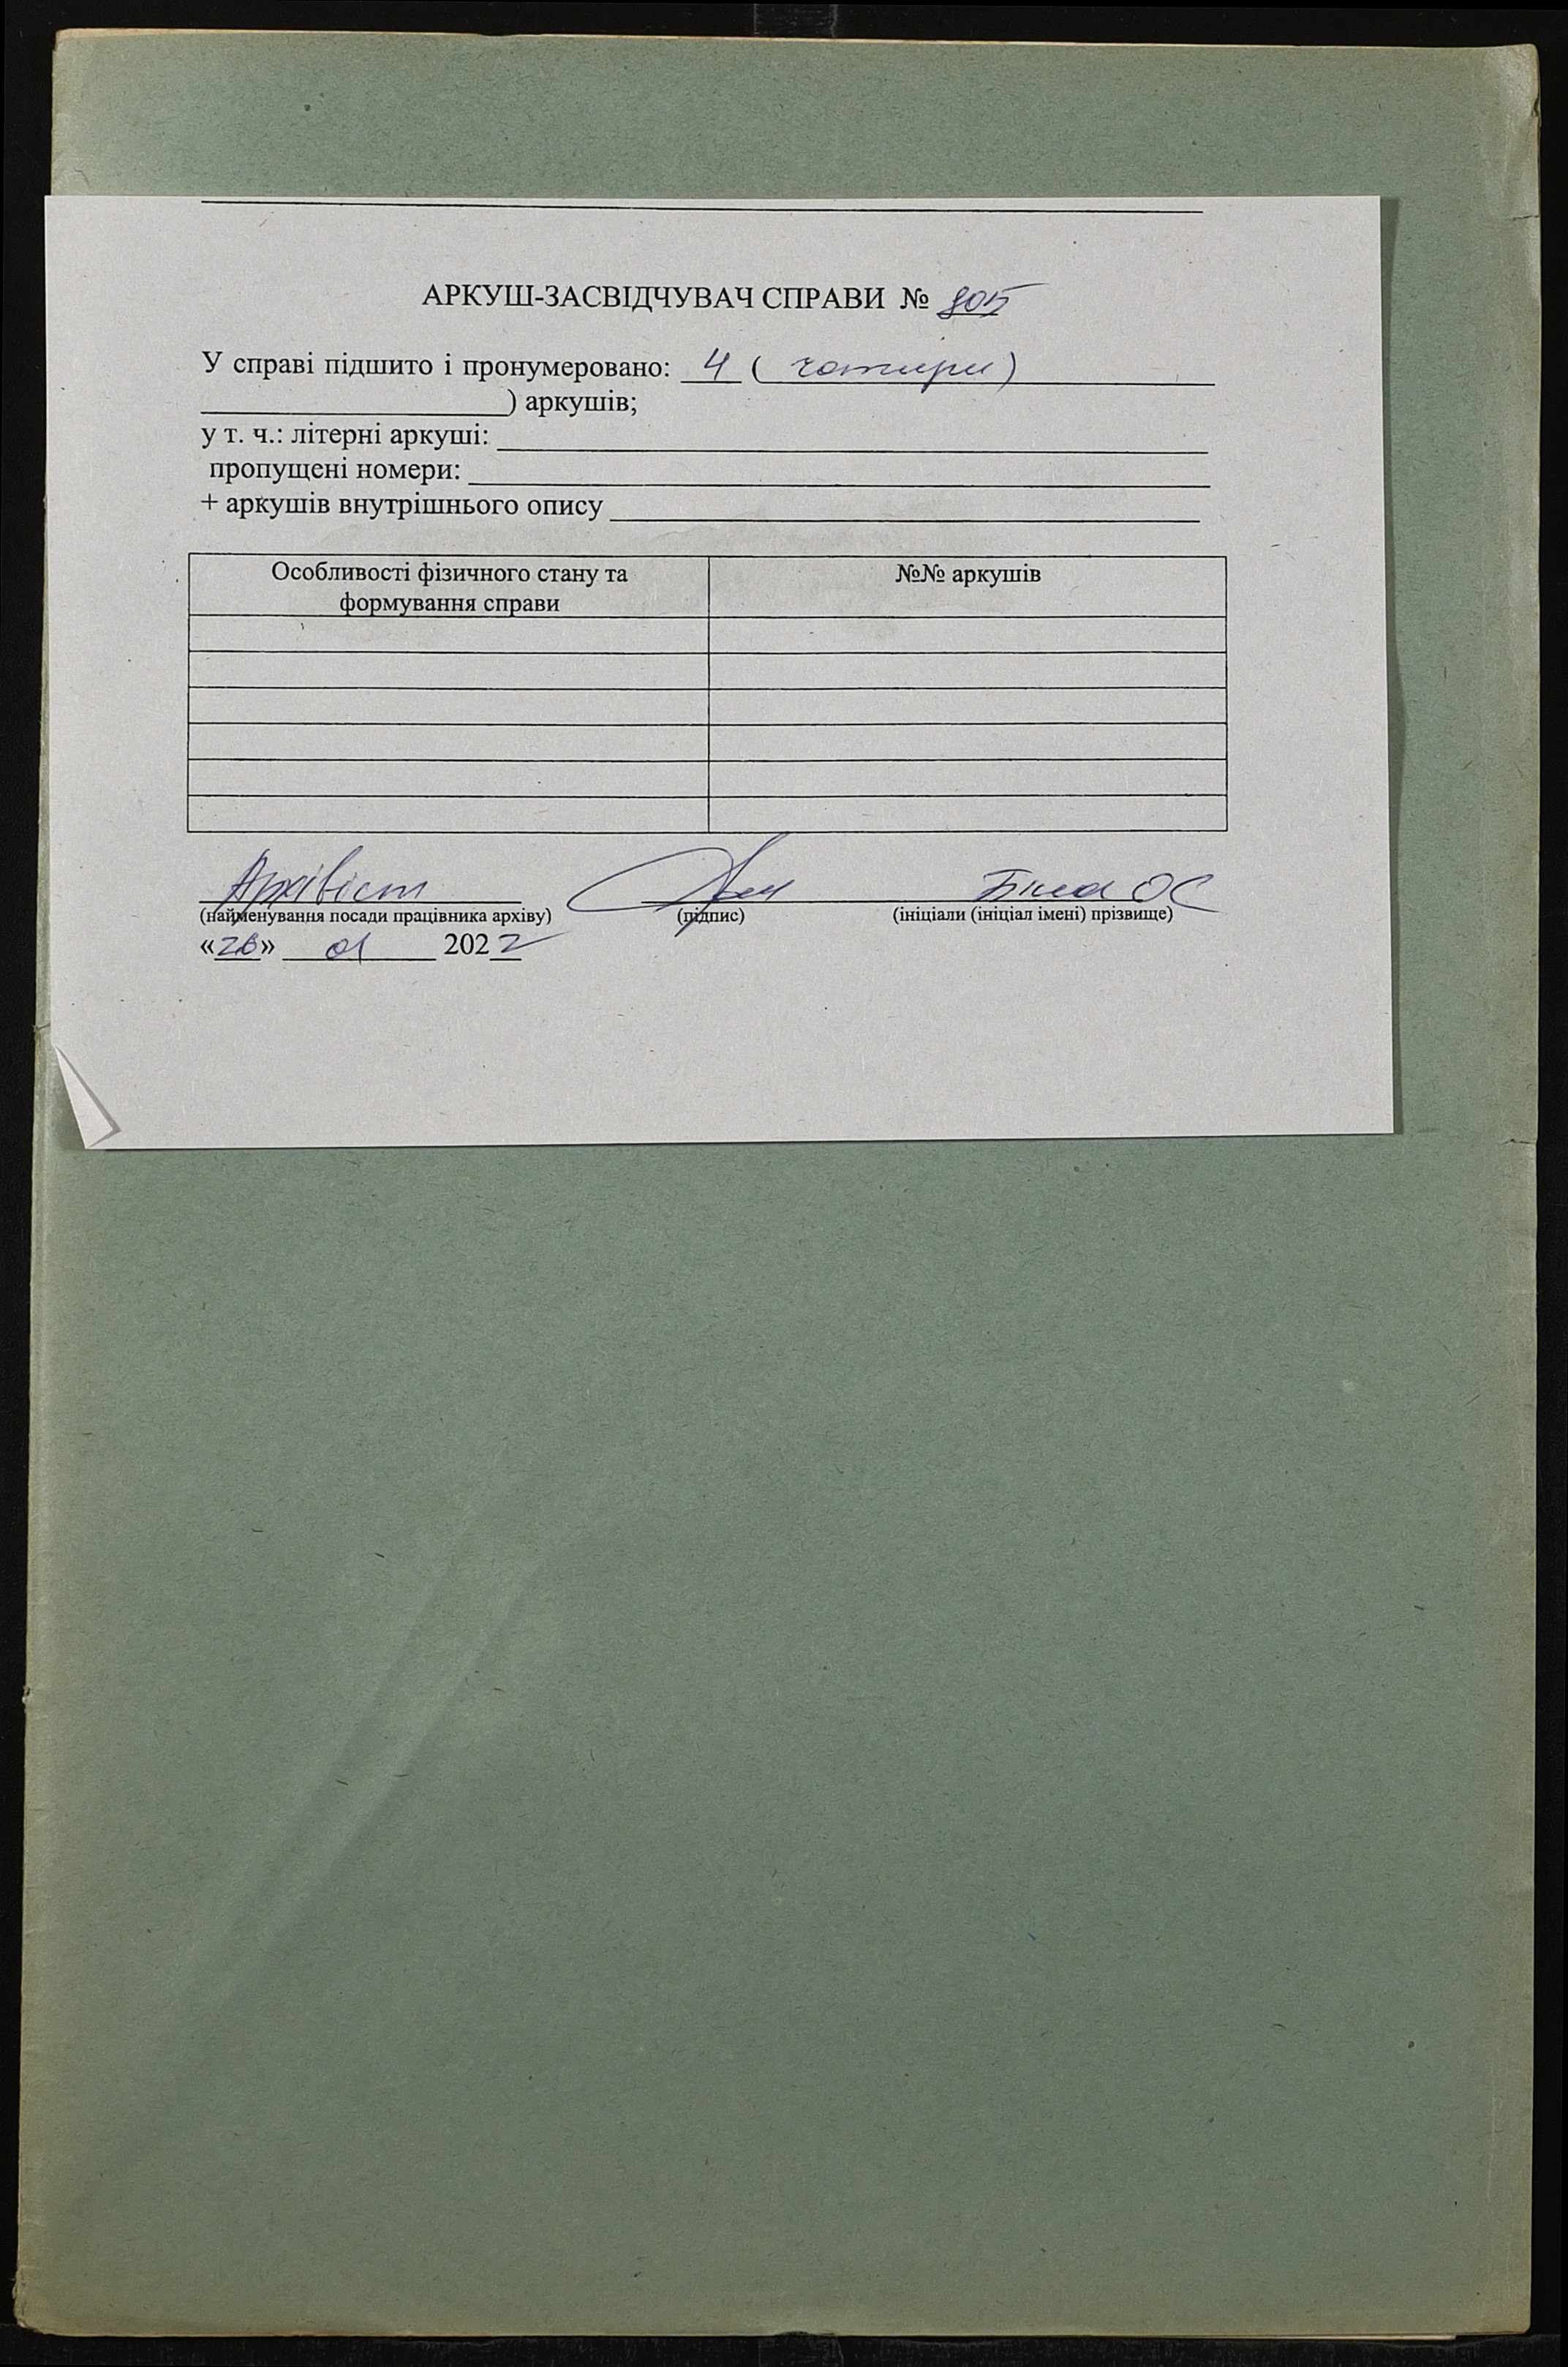 АРКУШ-ЗАСВІДЧУВАЧ СПРАВИ № 805
У справі підшито і пронумеровано: 4 ( чотири)
) аркушів;
у т. ч.: літерні аркуші:
пропущені номери:
+ аркушів внутрішнього опису
Особливості фізичного стану та №№ аркушів
формування справи
Архівіст Біла ОС
(найменування посади працівника архіву) (підпис) (ініціали (ініціал імені) прізвище)
«26» 01 2022